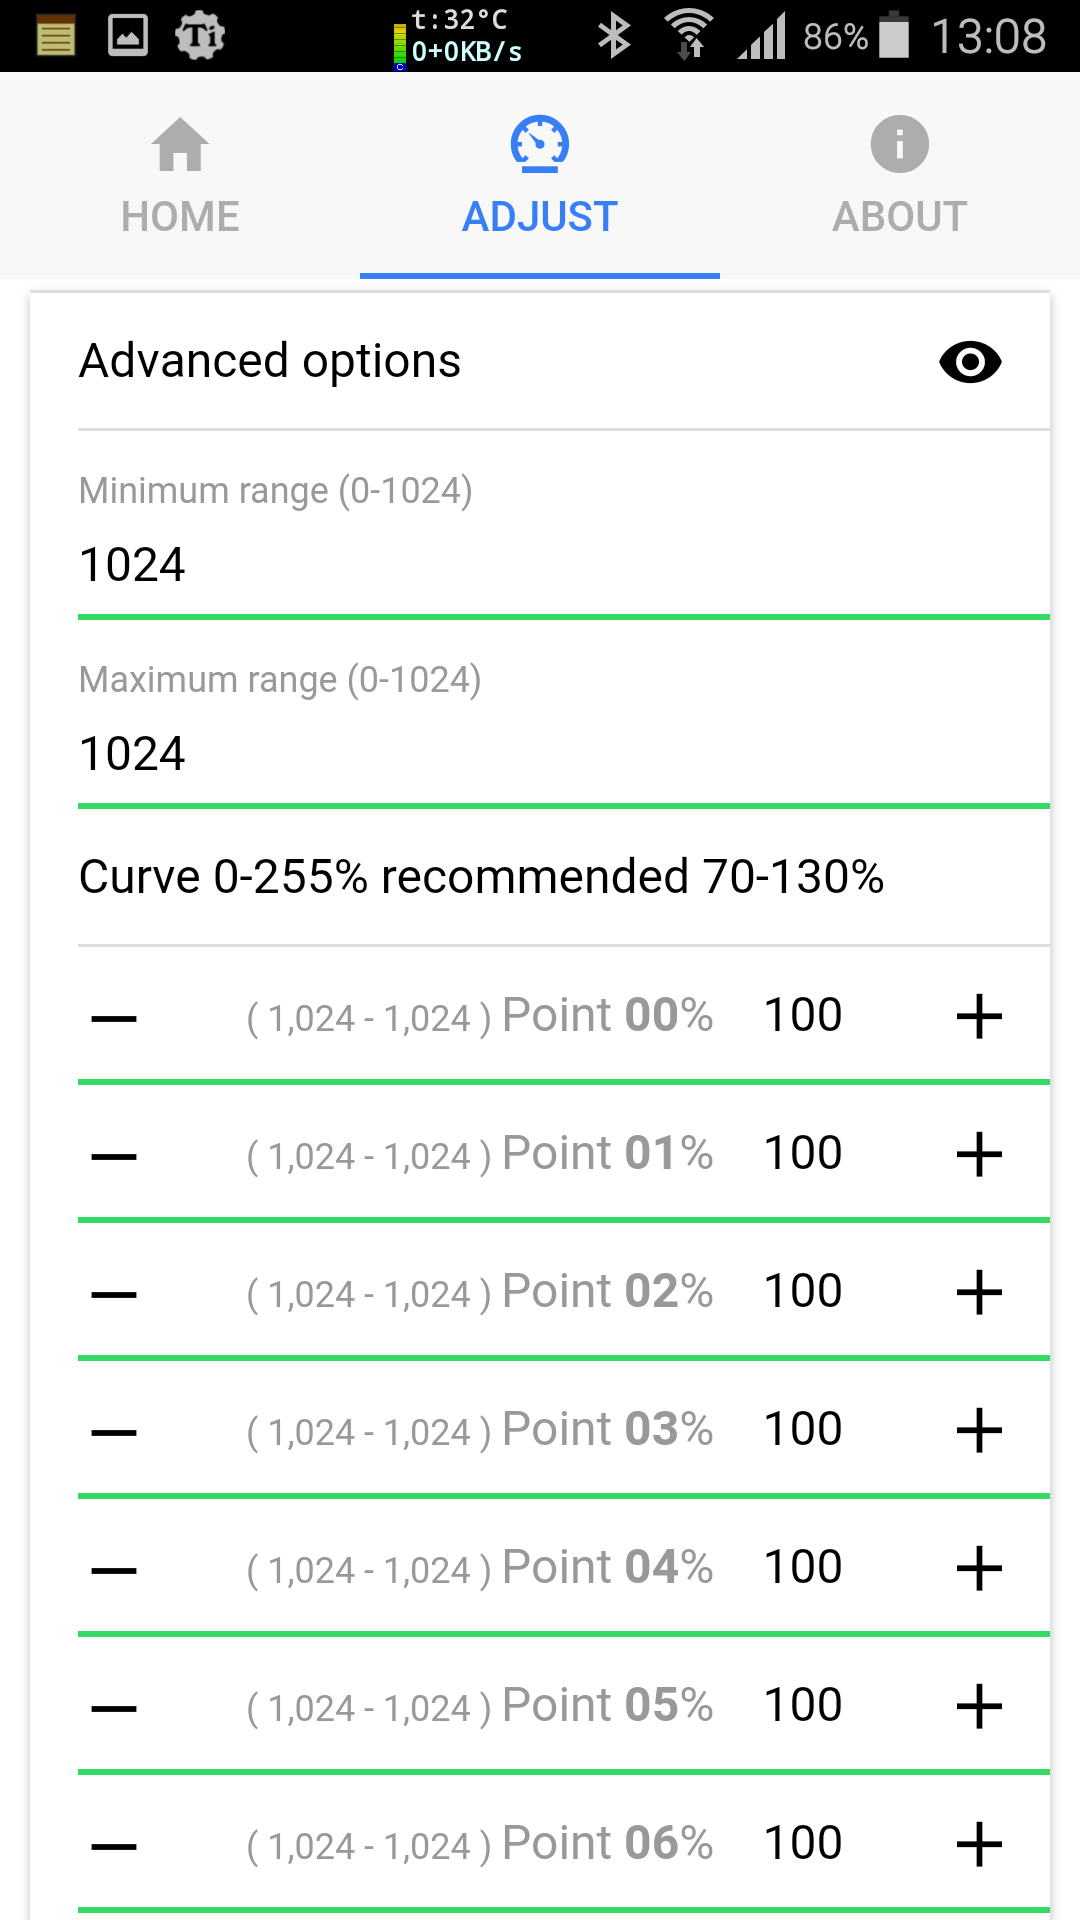 t:32°C
0+0KB/s
86% 13:08
HOME ADJUST ABOUT
Advanced options
Minimum range (0-1024)
1024
Maximum range (0-1024)
1024
Curve 0-255% recommended 70-130%
— ( 1,024 - 1,024 ) Point 00% 100 +
— ( 1,024 - 1,024 ) Point 01% 100 +
— ( 1,024 - 1,024 ) Point 02% 100 +
— ( 1,024 - 1,024 ) Point 03% 100 +
— ( 1,024 - 1,024 ) Point 04% 100 +
— ( 1,024 - 1,024 ) Point 05% 100 +
— ( 1,024 - 1,024 ) Point 06% 100 +